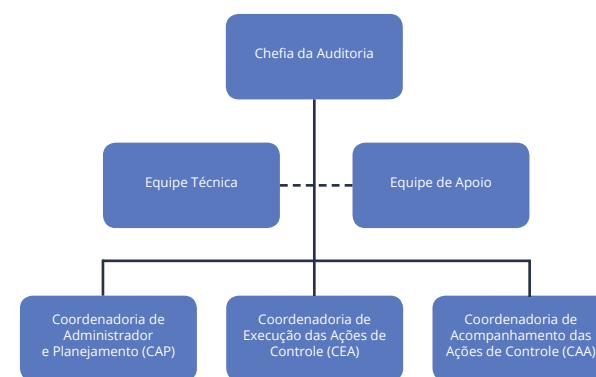 Chefia da Auditoria
Equipe Técnica
Equipe de Apoio
Coordenadoria de
Administrador
e Planejamento (CAP)
Coordenadoria de
Execução das Ações de
Controle (CEA)
Coordenadoria de
Acompanhamento das
Ações de Controle (CAA)